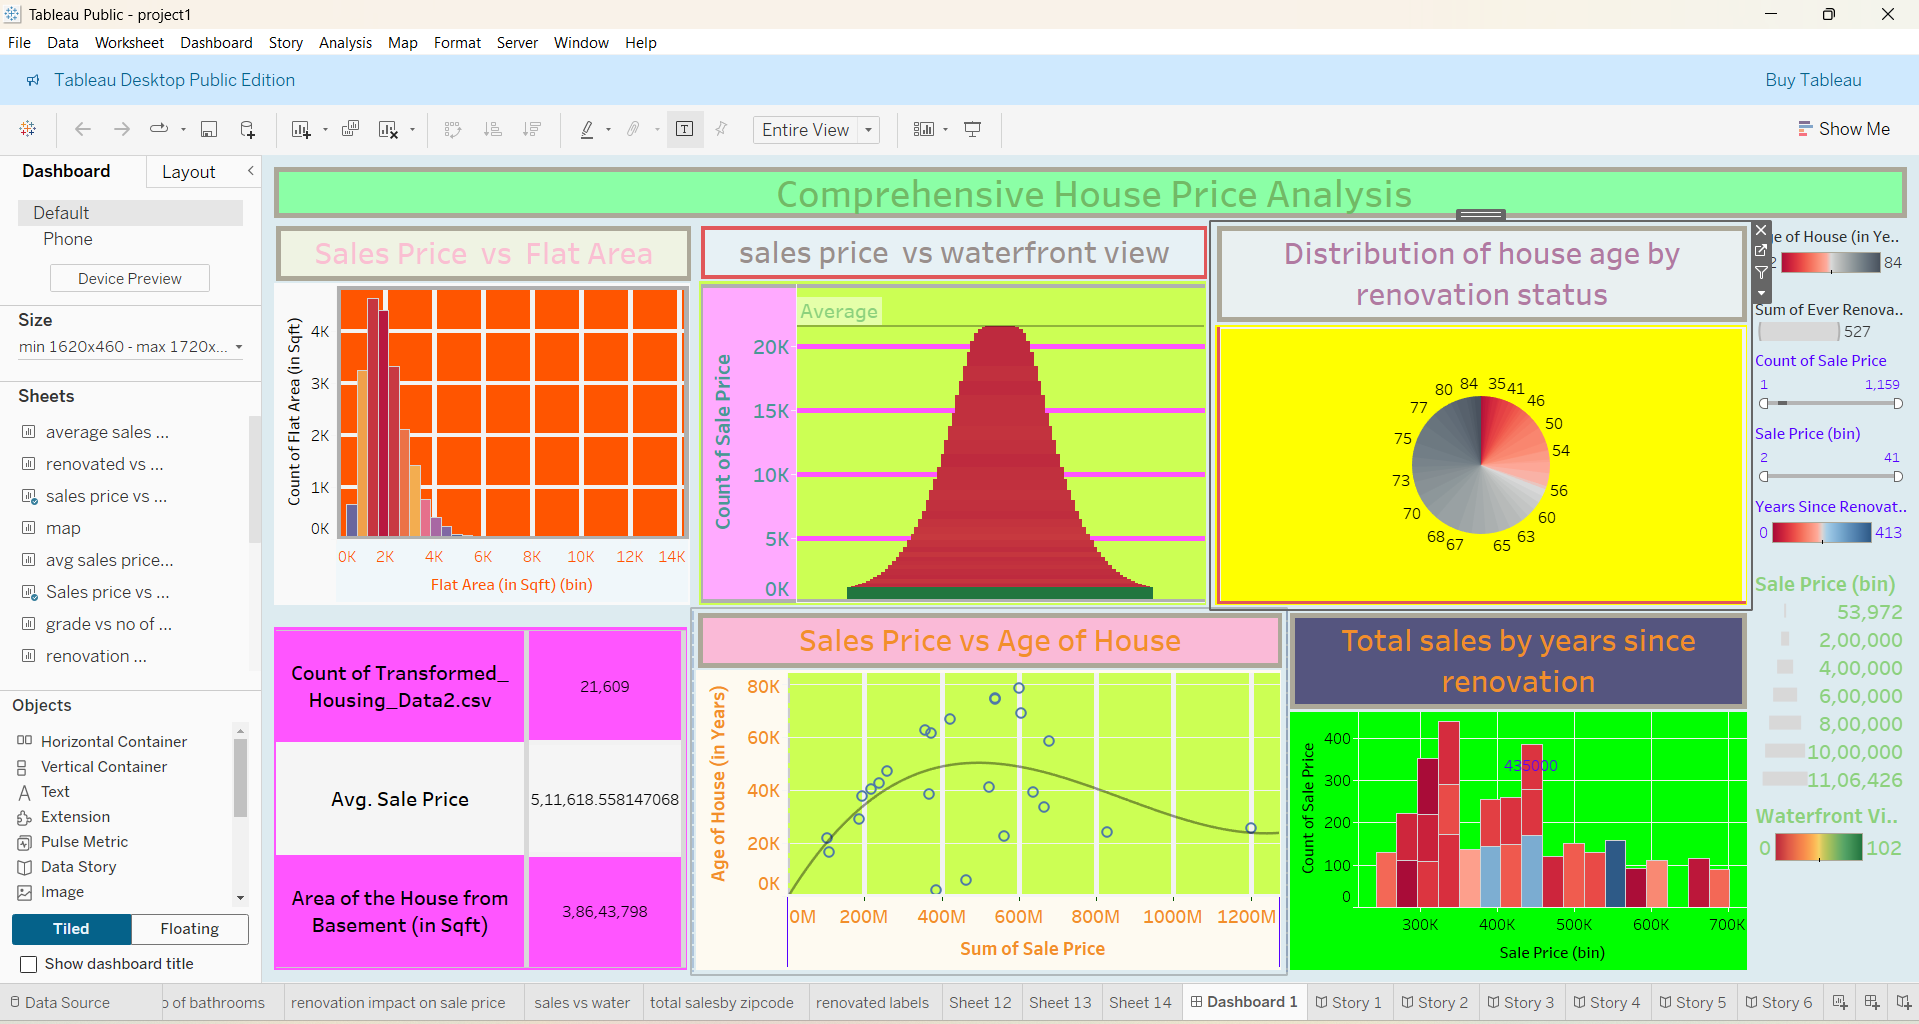 Tableau Public - project1
File Data Worksheet Dashboard Story Analysis Map Format Server Window Help
Tableau Desktop Public Edition
Buy Tableau
Entire View
Show Me
Dashboard
Layout
Default
Phone
Device Preview
Size
min 1620x460 - max 1720x...
Sheets
average sales ...
renovated vs ...
sales price vs ...
map
avg sales price...
Sales price vs ...
grade vs no of ...
renovation ...
Objects
Horizontal Container
Vertical Container
Text
Extension
Pulse Metric
Data Story
Image
Tiled
Floating
Show dashboard title
Comprehensive House Price Analysis
Sales Price vs Flat Area
Count of Flat Area (in Sqft)
4K
3K
2K
1K
0K
0K 2K 4K 6K 8K 10K 12K 14K
Flat Area (in Sqft) (bin)
sales price vs waterfront view
Average
Count of Sale Price
20K
15K
10K
5K
0K
Distribution of house age by
renovation status
80 84 35 41
77 46
50
75 54
73 56
70 60
68 67 65 63
Count of Transformed_
Housing_Data2.csv
21,609
Avg. Sale Price
5,11,618.558147068
Area of the House from
Basement (in Sqft)
3,86,43,798
Sales Price vs Age of House
Age of House (in Years)
80K
60K
40K
20K
0K
0M 200M 400M 600M 800M 1000M 1200M
Sum of Sale Price
Total sales by years since
renovation
Count of Sale Price
400
300
200
100
0
435000
300K 400K 500K 600K 700K
Sale Price (bin)
ge of House (in Ye..
2 84
Sum of Ever Renova..
527
Count of Sale Price
1 1,159
Sale Price (bin)
2 41
Years Since Renovat..
0 413
Sale Price (bin)
53,972
2,00,000
4,00,000
6,00,000
8,00,000
10,00,000
11,06,426
Waterfront Vi..
0 102
Data Source
o of bathrooms
renovation impact on sale price
sales vs water
total salesby zipcode
renovated labels
Sheet 12
Sheet 13
Sheet 14
Dashboard 1
Story 1
Story 2
Story 3
Story 4
Story 5
Story 6